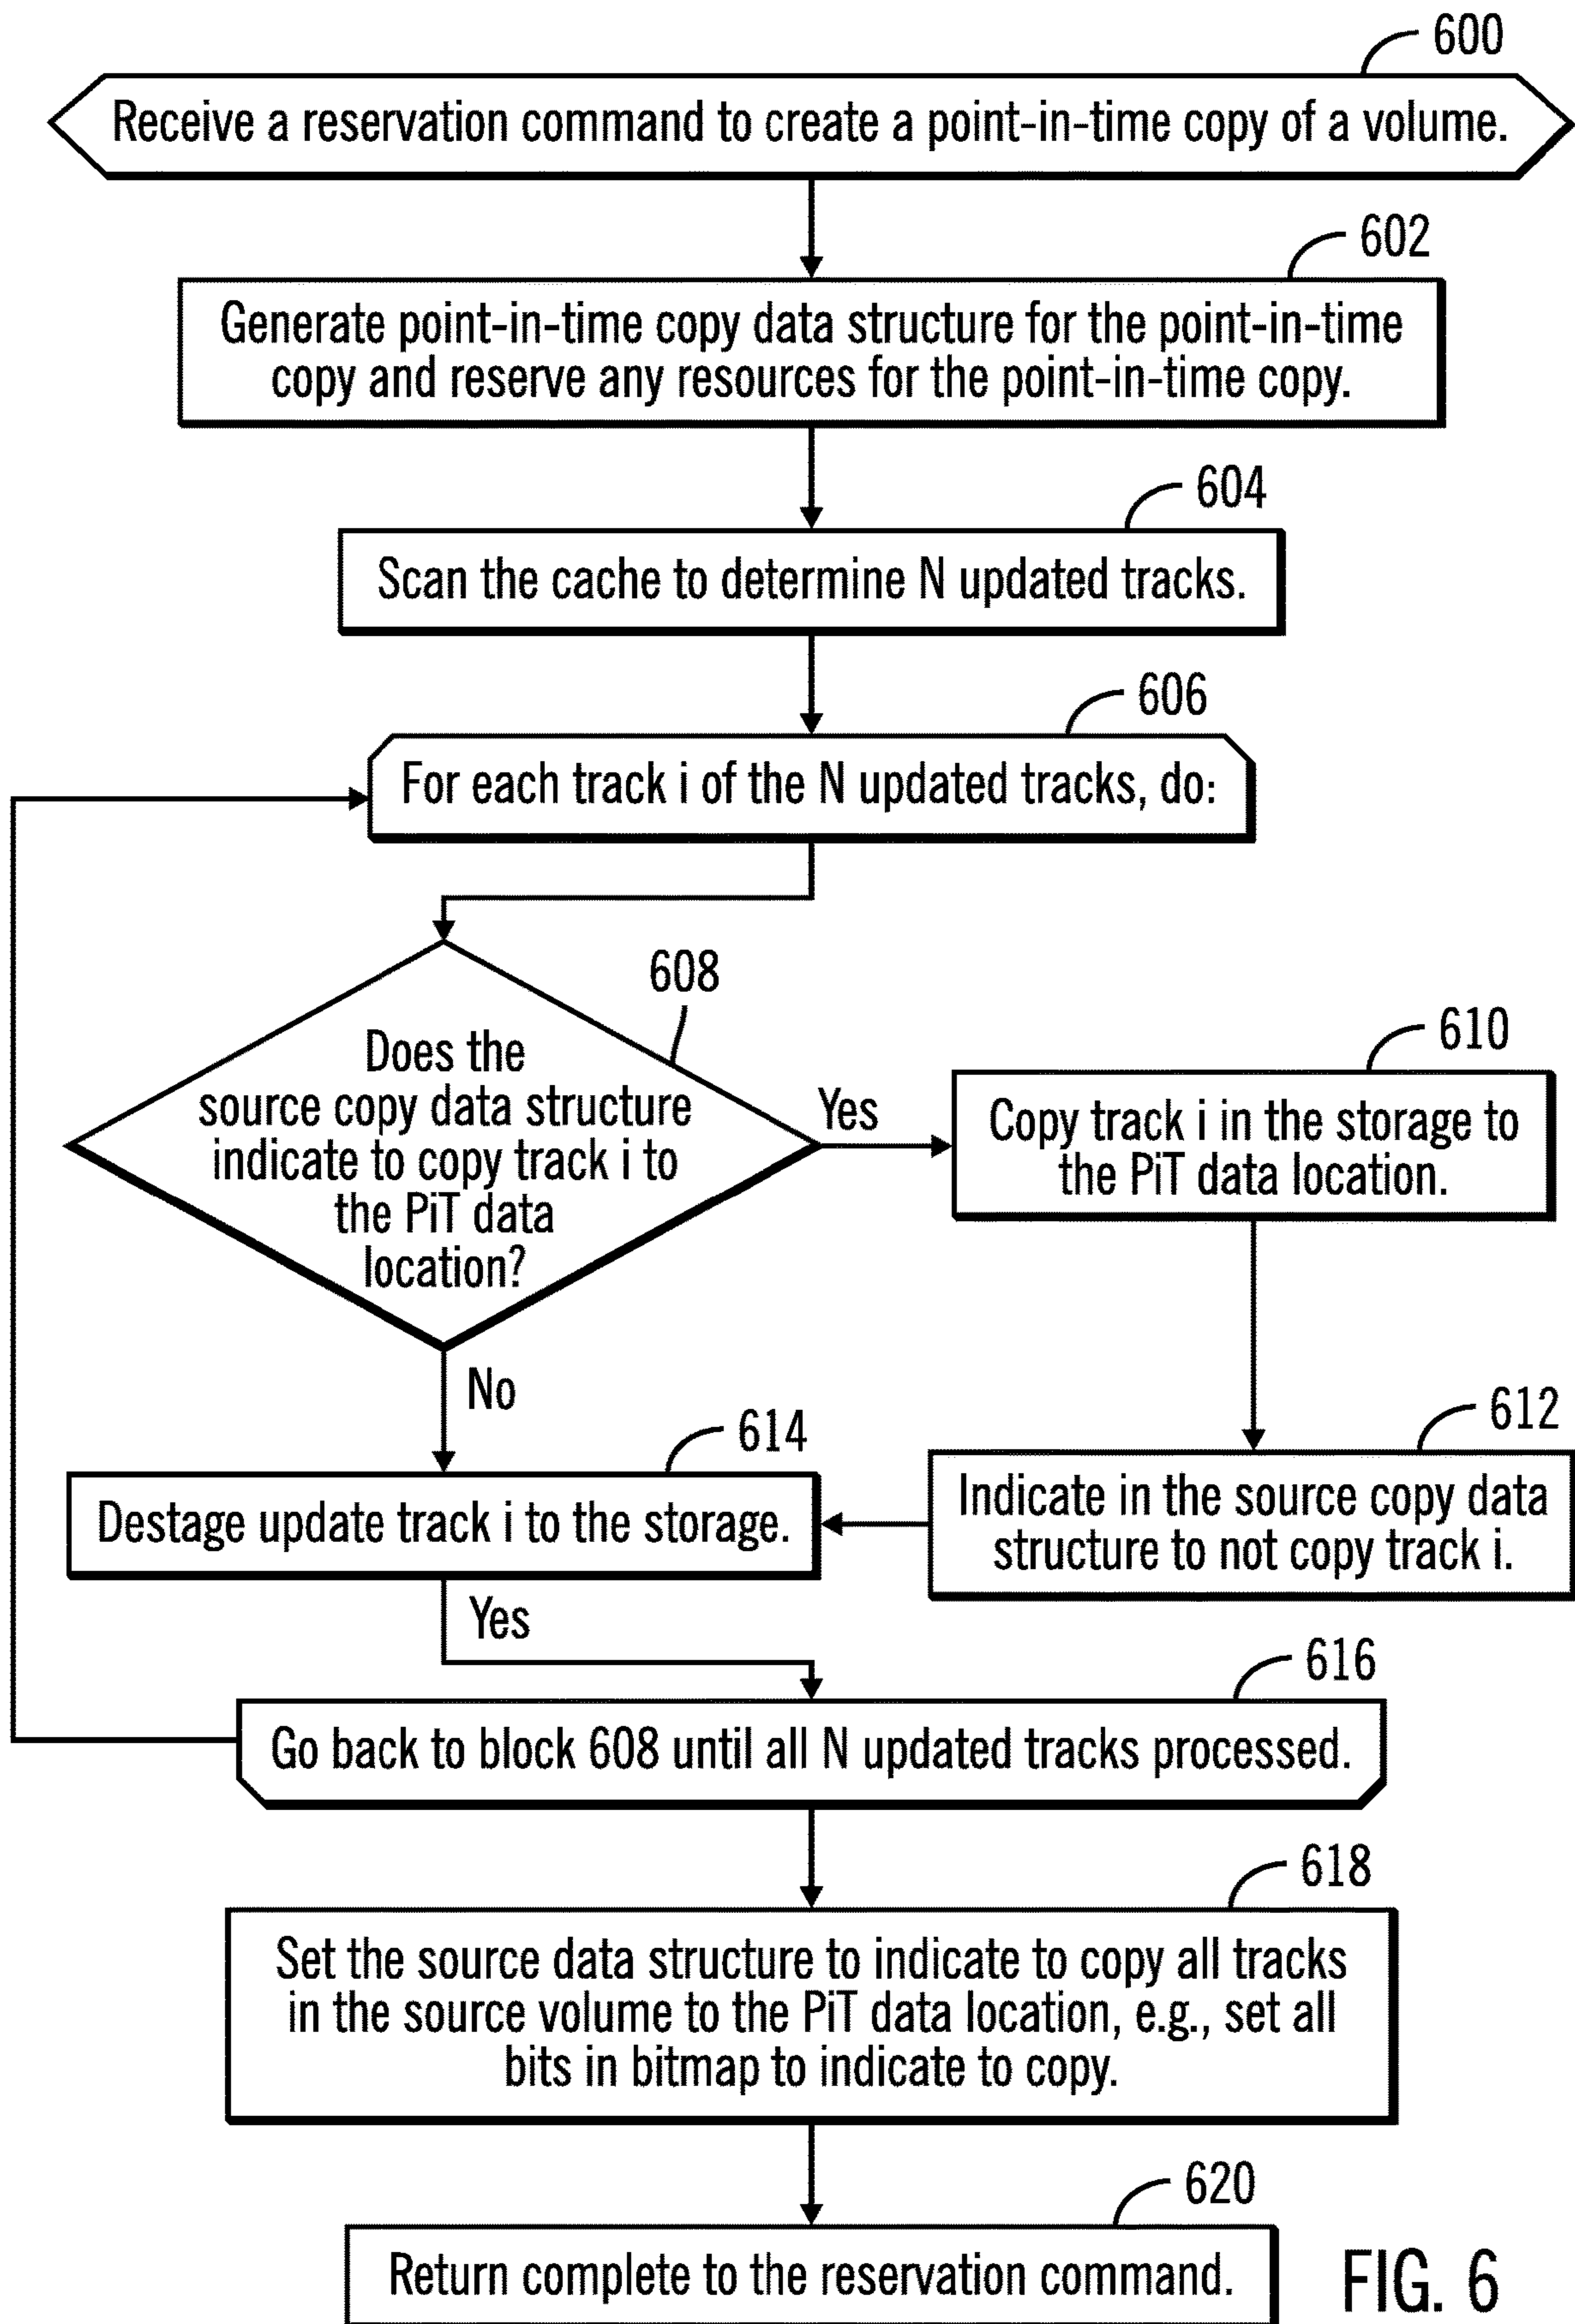 600
Receive a reservation command to create a point-in-time copy of a volume.
602
Generate point-in-time copy data structure for the point-in-time
copy and reserve any resources for the point-in-time copy.
604
Scan the cache to determine N updated tracks.
606
For each track i of the N updated tracks, do:
608
Does the
source copy data structure
indicate to copy track i to
the PiT data
location?
Yes
610
Copy track i in the storage to
the PiT data location.
No
612
Indicate in the source copy data
structure to not copy track i.
614
Destage update track i to the storage.
Yes
616
Go back to block 608 until all N updated tracks processed.
618
Set the source data structure to indicate to copy all tracks
in the source volume to the PiT data location, e.g., set all
bits in bitmap to indicate to copy.
620
Return complete to the reservation command.
FIG. 6